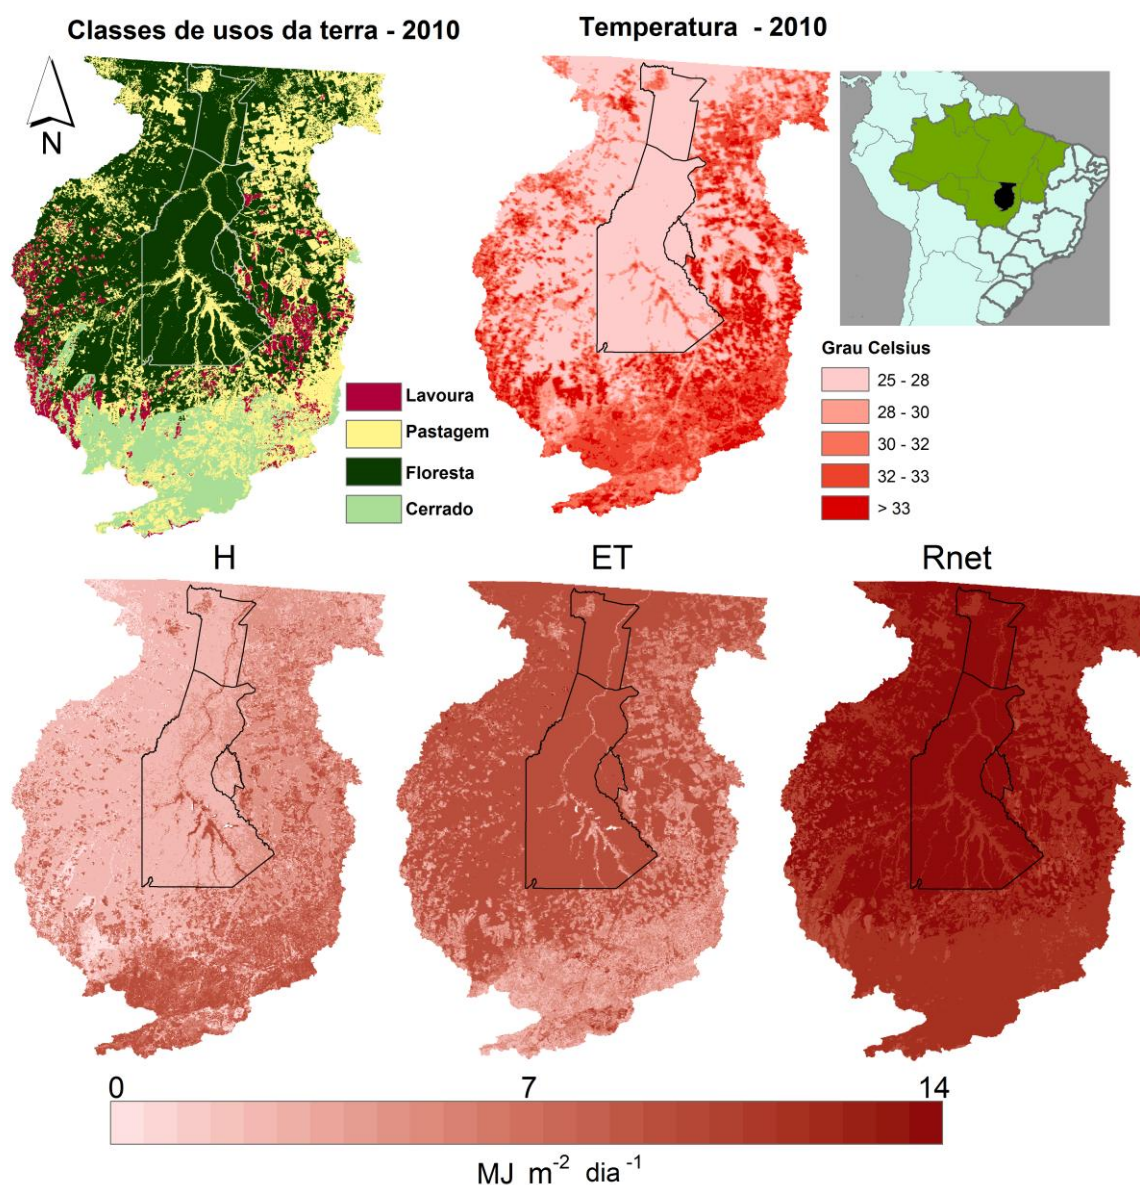 Classes de usos da terra - 2010
Temperatura - 2010
N
Lavoura
Pastagem
Floresta
Cerrado
Grau Celsius
25 - 28
28 - 30
30 - 32
32 - 33
> 33
H
ET
Rnet
0
7
14
MJ m⁻² dia⁻¹